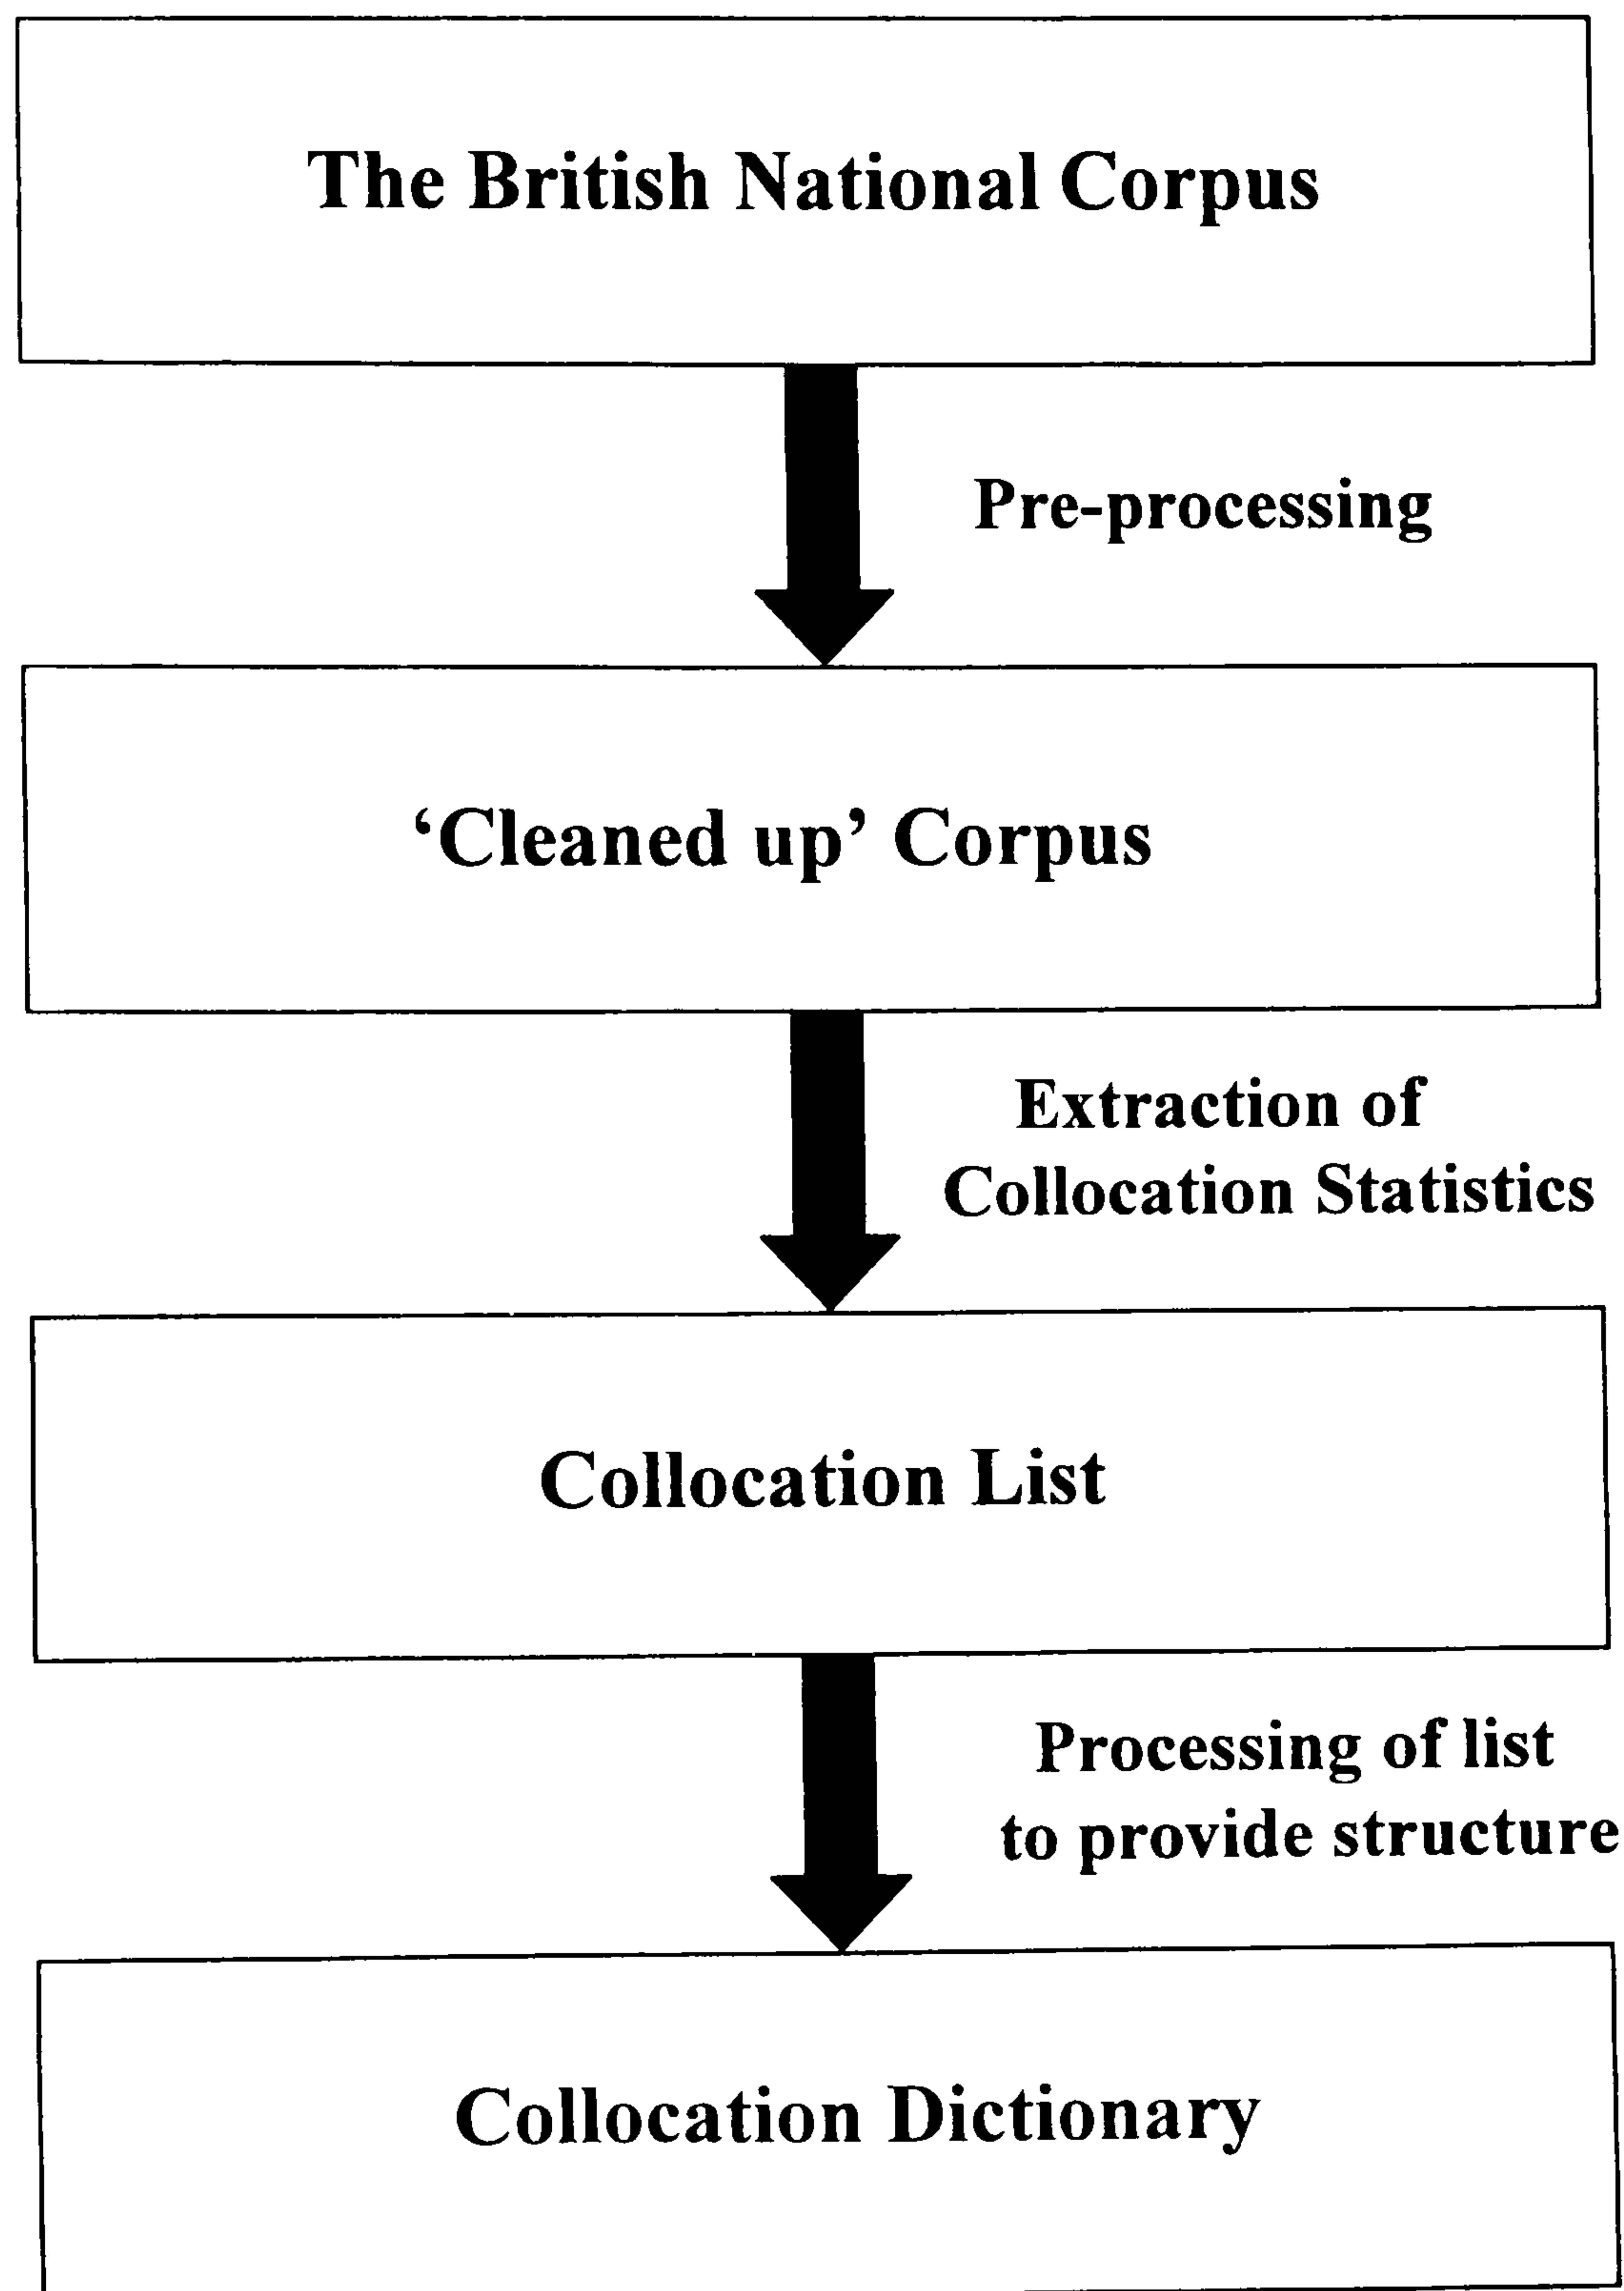 The British National Corpus
Pre-processing
‘Cleaned up’ Corpus
Extraction of
Collocation Statistics
Collocation List
Processing of list
to provide structure
Collocation Dictionary